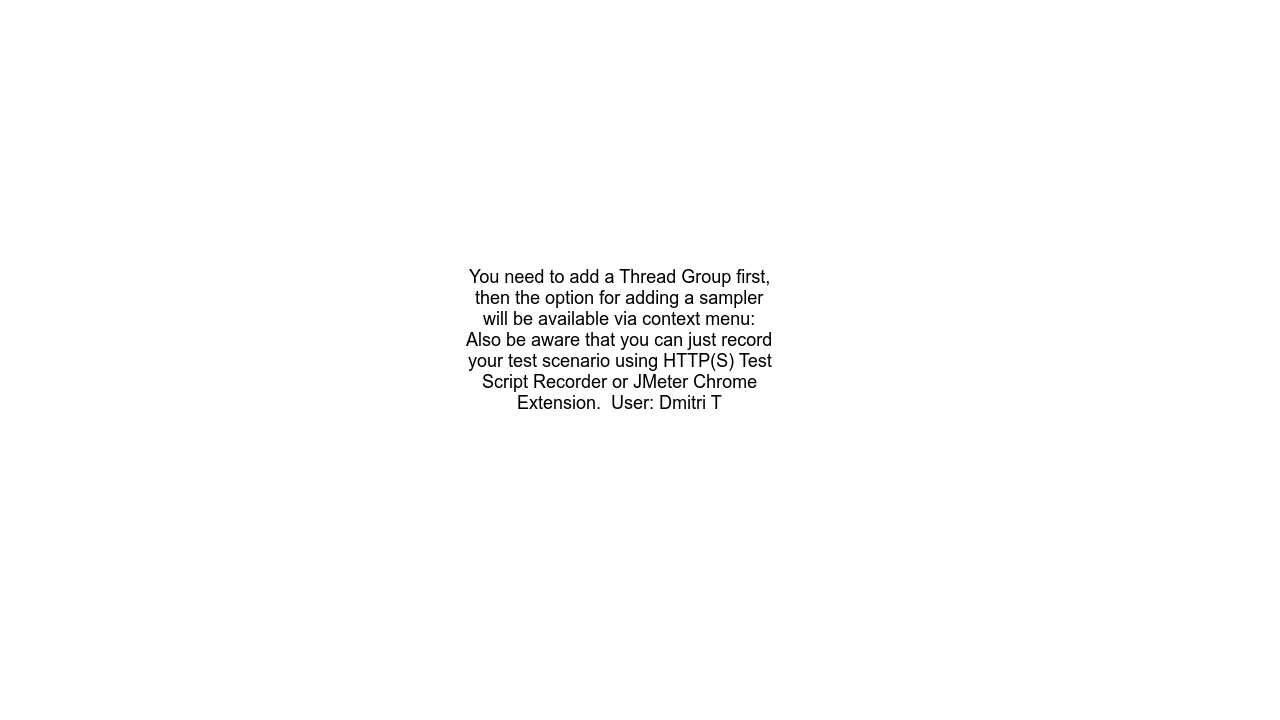 You need to add a Thread Group first,
then the option for adding a sampler
will be available via context menu:
Also be aware that you can just record
your test scenario using HTTP(S) Test
Script Recorder or JMeter Chrome
Extension.  User: Dmitri T